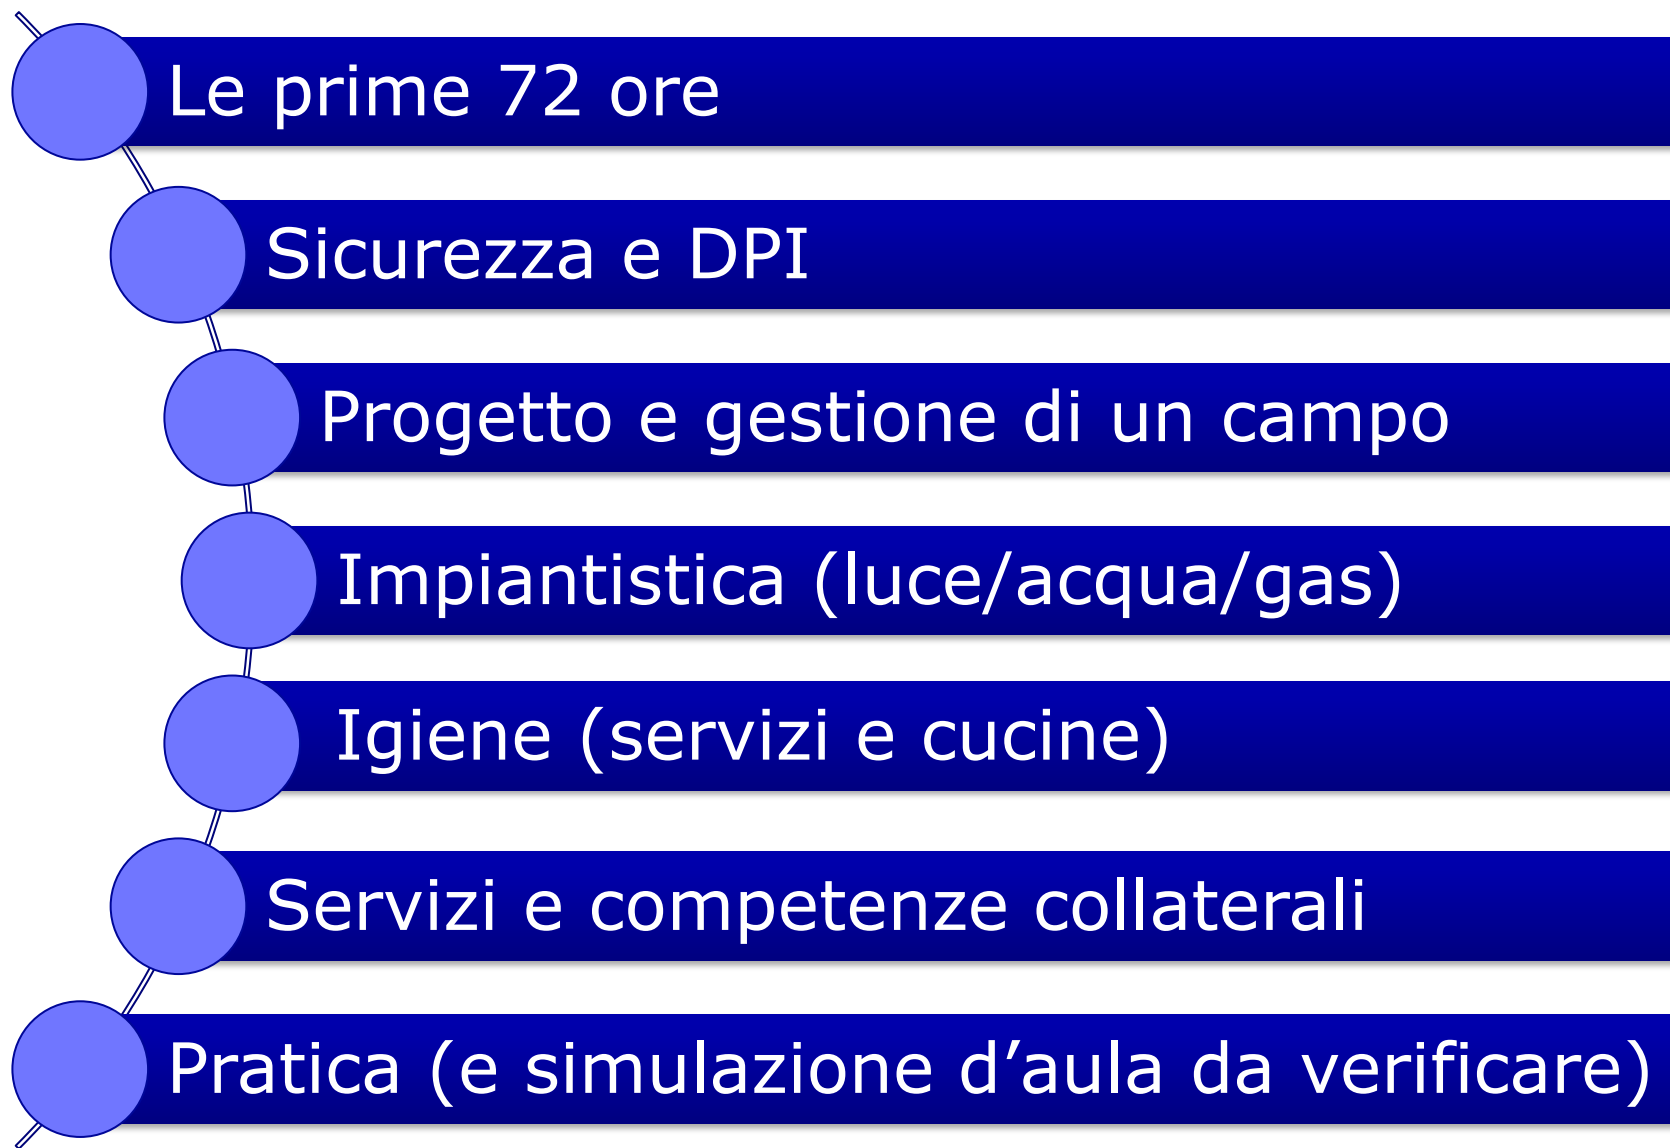 Le prime 72 ore
Sicurezza e DPI
Progetto e gestione di un campo
Impiantistica (luce/acqua/gas)
Igiene (servizi e cucine)
Servizi e competenze collaterali
Pratica (e simulazione d’aula da verificare)